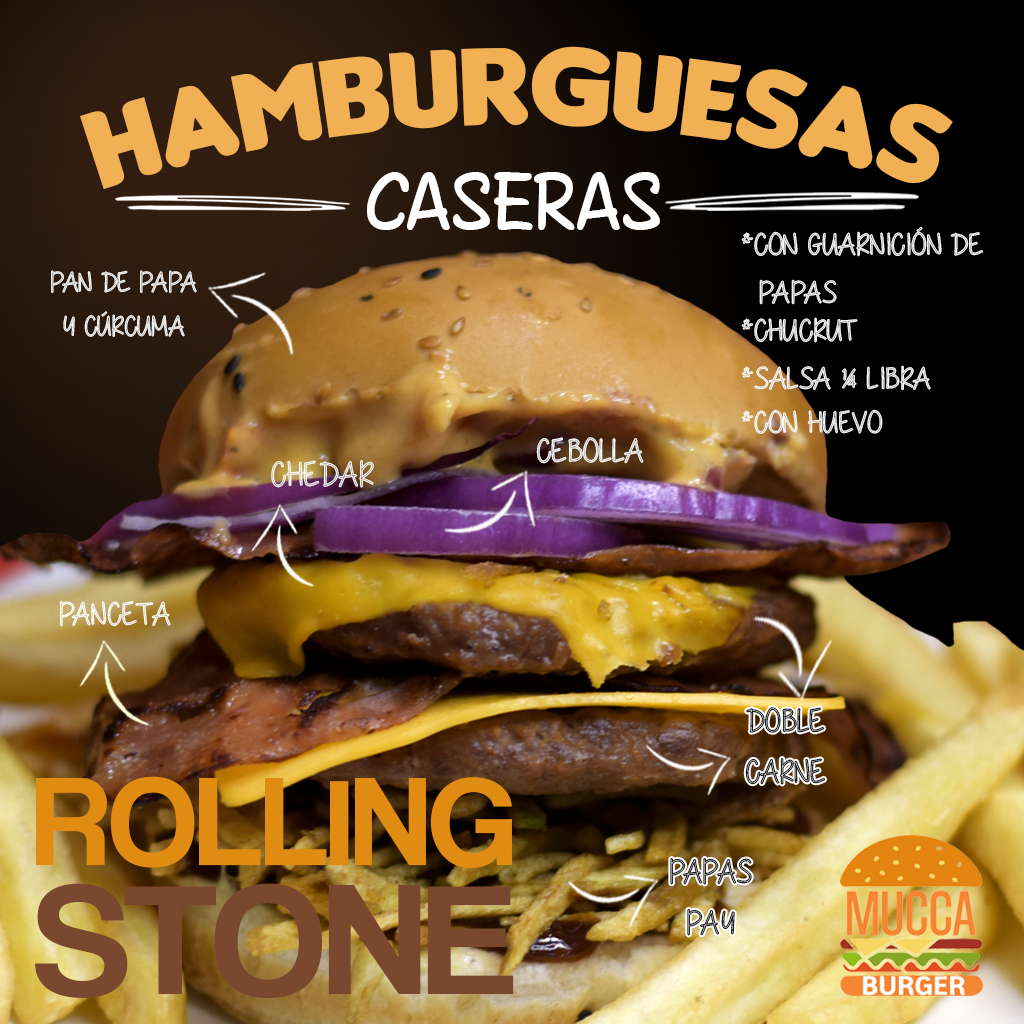 HAMBURGUESAS
CASERAS
*CON GUARNICIÓN DE
PAPAS
*CHUCRUT
*SALSA ¼ LIBRA
*CON HUEVO
PAN DE PAPA
Y CÚRCUMA
CEBOLLA
CHEDAR
PANCETA
DOBLE
CARNE
PAPAS
PAY
ROLLING
STONE
MUCCA
BURGER